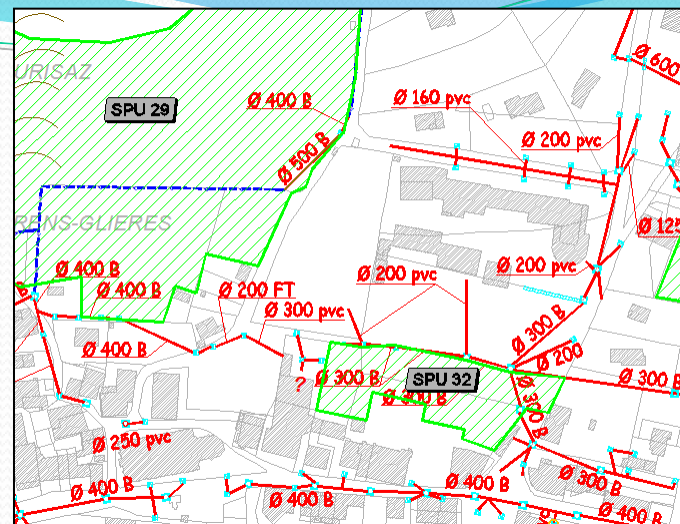 URISAZ
Ø 600
SPU 29
Ø 400 B
Ø 160 pvc
Ø 200 pvc
Ø 500 B
RENS-GLIERES
Ø 125
Ø 400 B
Ø 400 B
Ø 200 FT
Ø 200 pvc
Ø 200 pvc
Ø 300 pvc
Ø 300 B
Ø 400 B
Ø 200
?
Ø 300 B
SPU 32
Ø 300 B
Ø 300 B
Ø 300 B
Ø 250 pvc
Ø 300 B
Ø 400 B
Ø 400 B
Ø 400 B
Ø 400 B